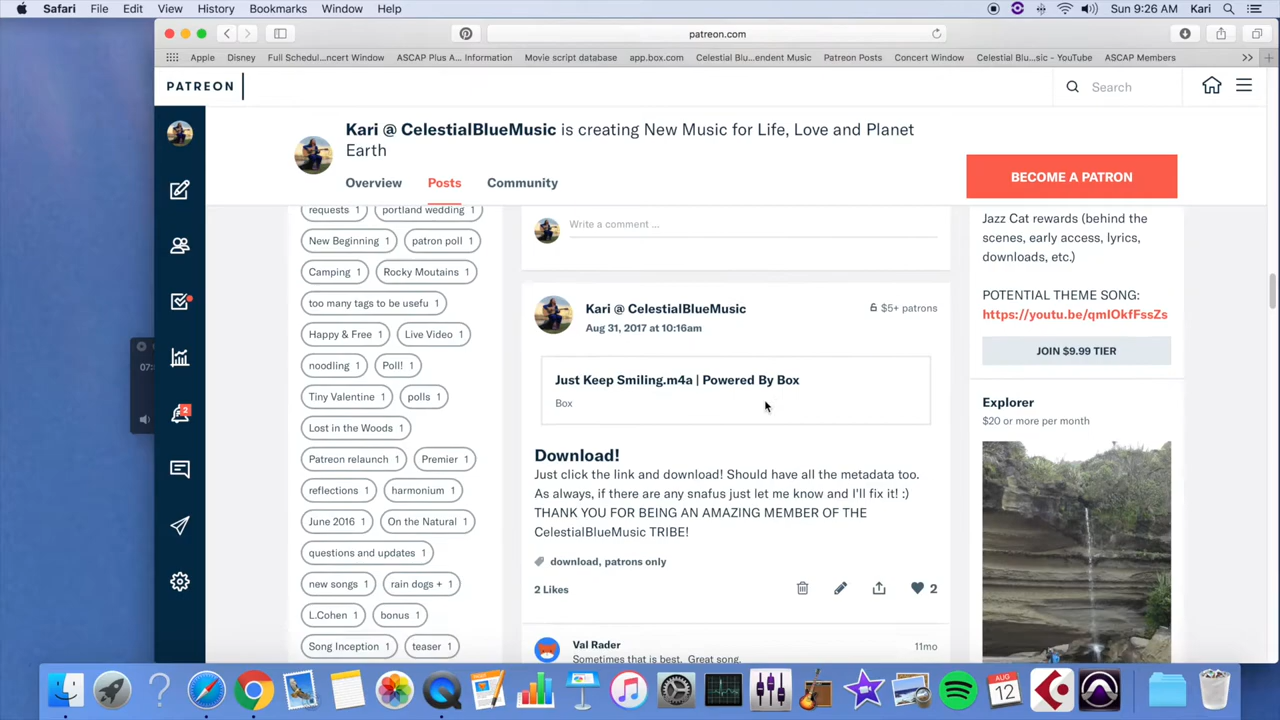 Safari File Edit View History Bookmarks Window Help Sun 9:26 AM Kari
patreon.com
Apple Disney Full Schedul...ncert Window ASCAP Plus A... Information Movie script database app.box.com Celestial Blu...endent Music Patreon Posts Concert Window Celestial Blu...sic - YouTube ASCAP Members
PATREON Search
Kari @ CelestialBlueMusic is creating New Music for Life, Love and Planet
Earth
BECOME A PATRON
Overview Posts Community
2
07:
requests 1 portland wedding 1
New Beginning 1 patron poll 1
Camping 1 Rocky Moutains 1
too many tags to be usefu 1
Happy & Free 1 Live Video 1
noodling 1 Poll! 1
Tiny Valentine 1 polls 1
Lost in the Woods 1
Patreon relaunch 1 Premier 1
reflections 1 harmonium 1
June 2016 1 On the Natural 1
questions and updates 1
new songs 1 rain dogs + 1
L.Cohen 1 bonus 1
Song Inception 1 teaser 1
Write a comment ...
Kari @ CelestialBlueMusic $5+ patrons
Aug 31, 2017 at 10:16am
Just Keep Smiling.m4a | Powered By Box
Box
Download!
Just click the link and download! Should have all the metadata too.
As always, if there are any snafus just let me know and I'll fix it! :)
THANK YOU FOR BEING AN AMAZING MEMBER OF THE
CelestialBlueMusic TRIBE!
download, patrons only
2 Likes 2
Val Rader 11mo
Sometimes that is best. Great song.
Jazz Cat rewards (behind the
scenes, early access, lyrics,
downloads, etc.)
POTENTIAL THEME SONG:
https://youtu.be/qmIOkfFssZs
JOIN $9.99 TIER
Explorer
$20 or more per month
AUG
12